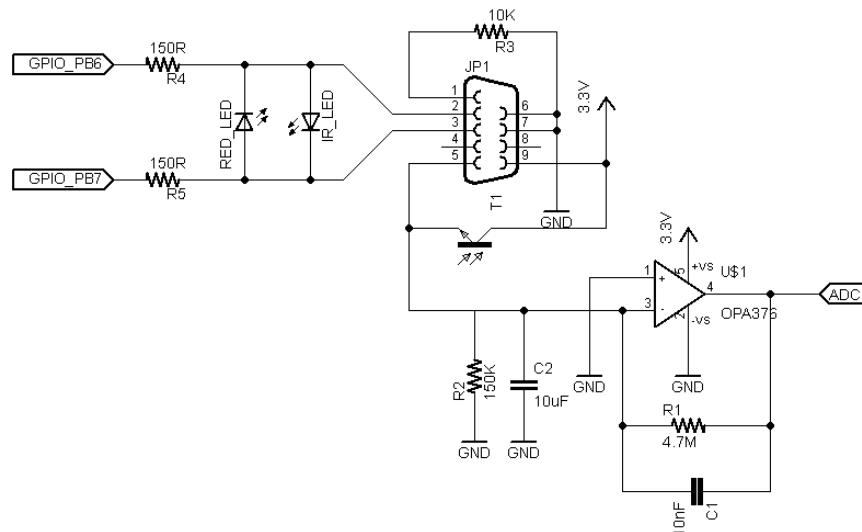 10K
R3
150R
GPIO_PB6
R4
JP1
3.3V
1
2
3
4
5
6
7
8
9
RED_LED
IR_LED
150R
GPIO_PB7
R5
T1
GND
3.3V
+VS
U$1
1
+
5
4
ADC
3
-
2
-VS
OPA376
R2
150K
C2
10uF
GND
GND
GND
GND
R1
4.7M
10nF
C1